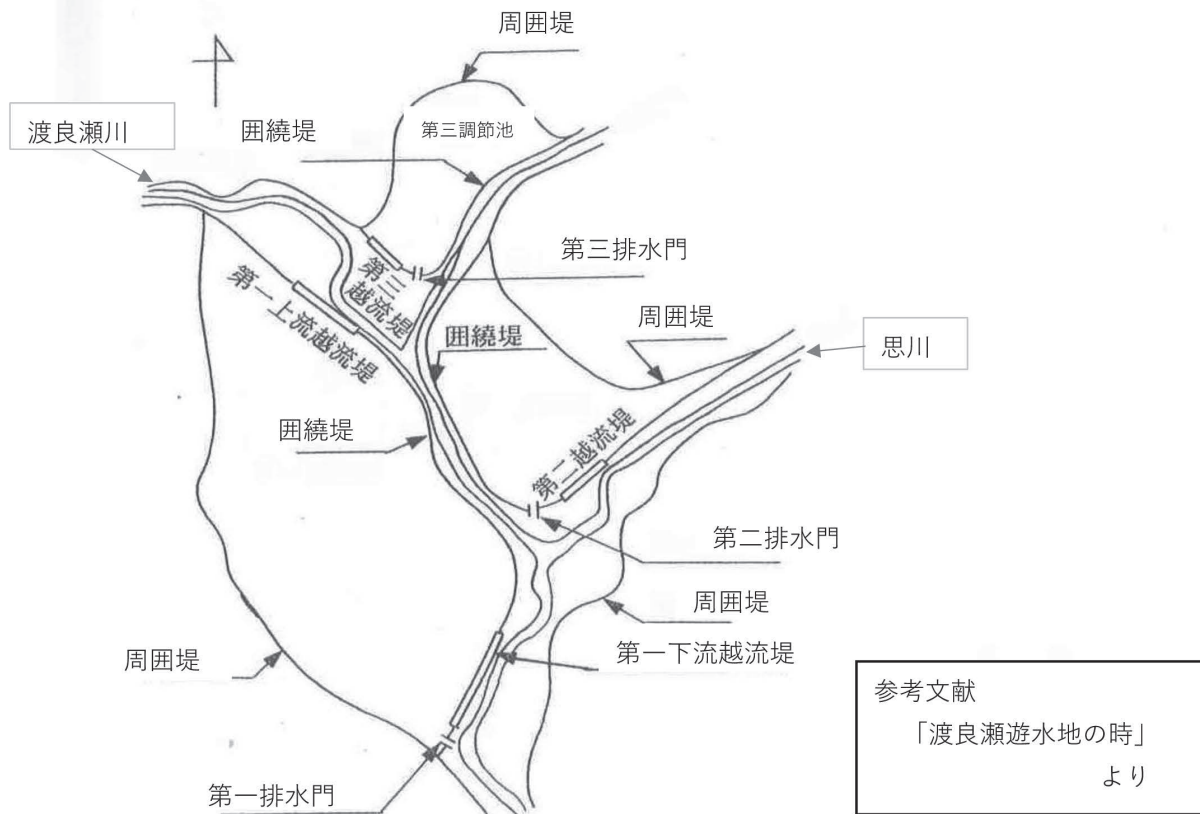 周囲堤
渡良瀬川
囲繞堤
第三調節池
第三排水門
第三
越流堤
第一上流越流堤
周囲堤
囲繞堤
思川
囲繞堤
第二越流堤
第二排水門
周囲堤
周囲堤
第一下流越流堤
第一排水門
参考文献
「渡良瀬遊水地の時」
より